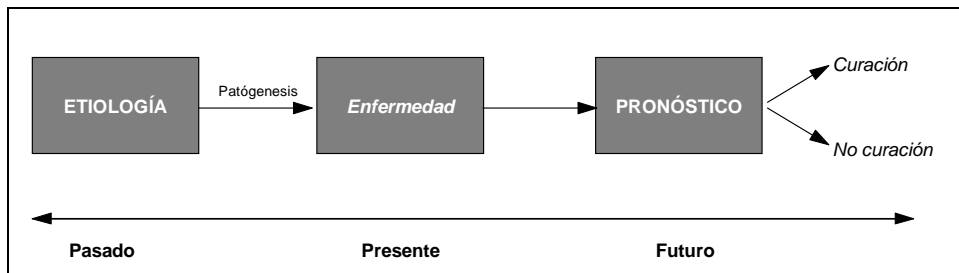 ETIOLOGÍA
Patógenesis
Enfermedad
PRONÓSTICO
Curación
No curación
Pasado
Presente
Futuro